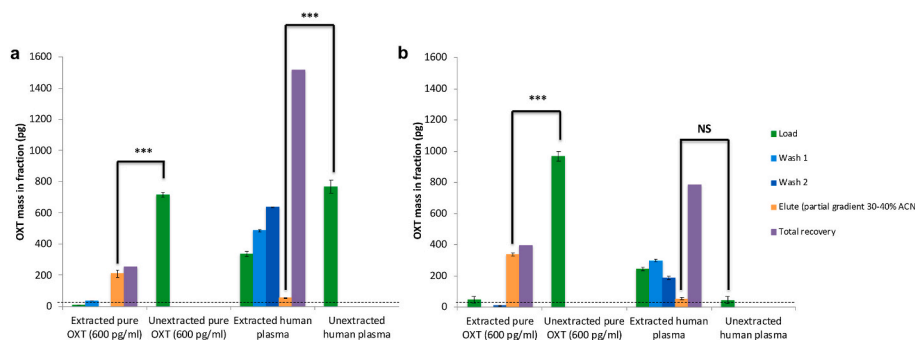 a
***
***
OXT mass in fraction (pg)
1600
1400
1200
1000
800
600
400
200
0
Extracted pure
OXT (600 pg/ml)
Unextracted pure
OXT (600 pg/ml)
Extracted human
plasma
Unextracted
human plasma
b
***
NS
OXT mass in fraction (pg)
1600
1400
1200
1000
800
600
400
200
0
Extracted pure
OXT (600 pg/ml)
Unextracted pure
OXT (600 pg/ml)
Extracted human
plasma
Unextracted
human plasma
Load
Wash 1
Wash 2
Elute (partial gradient 30-40% ACN
Total recovery